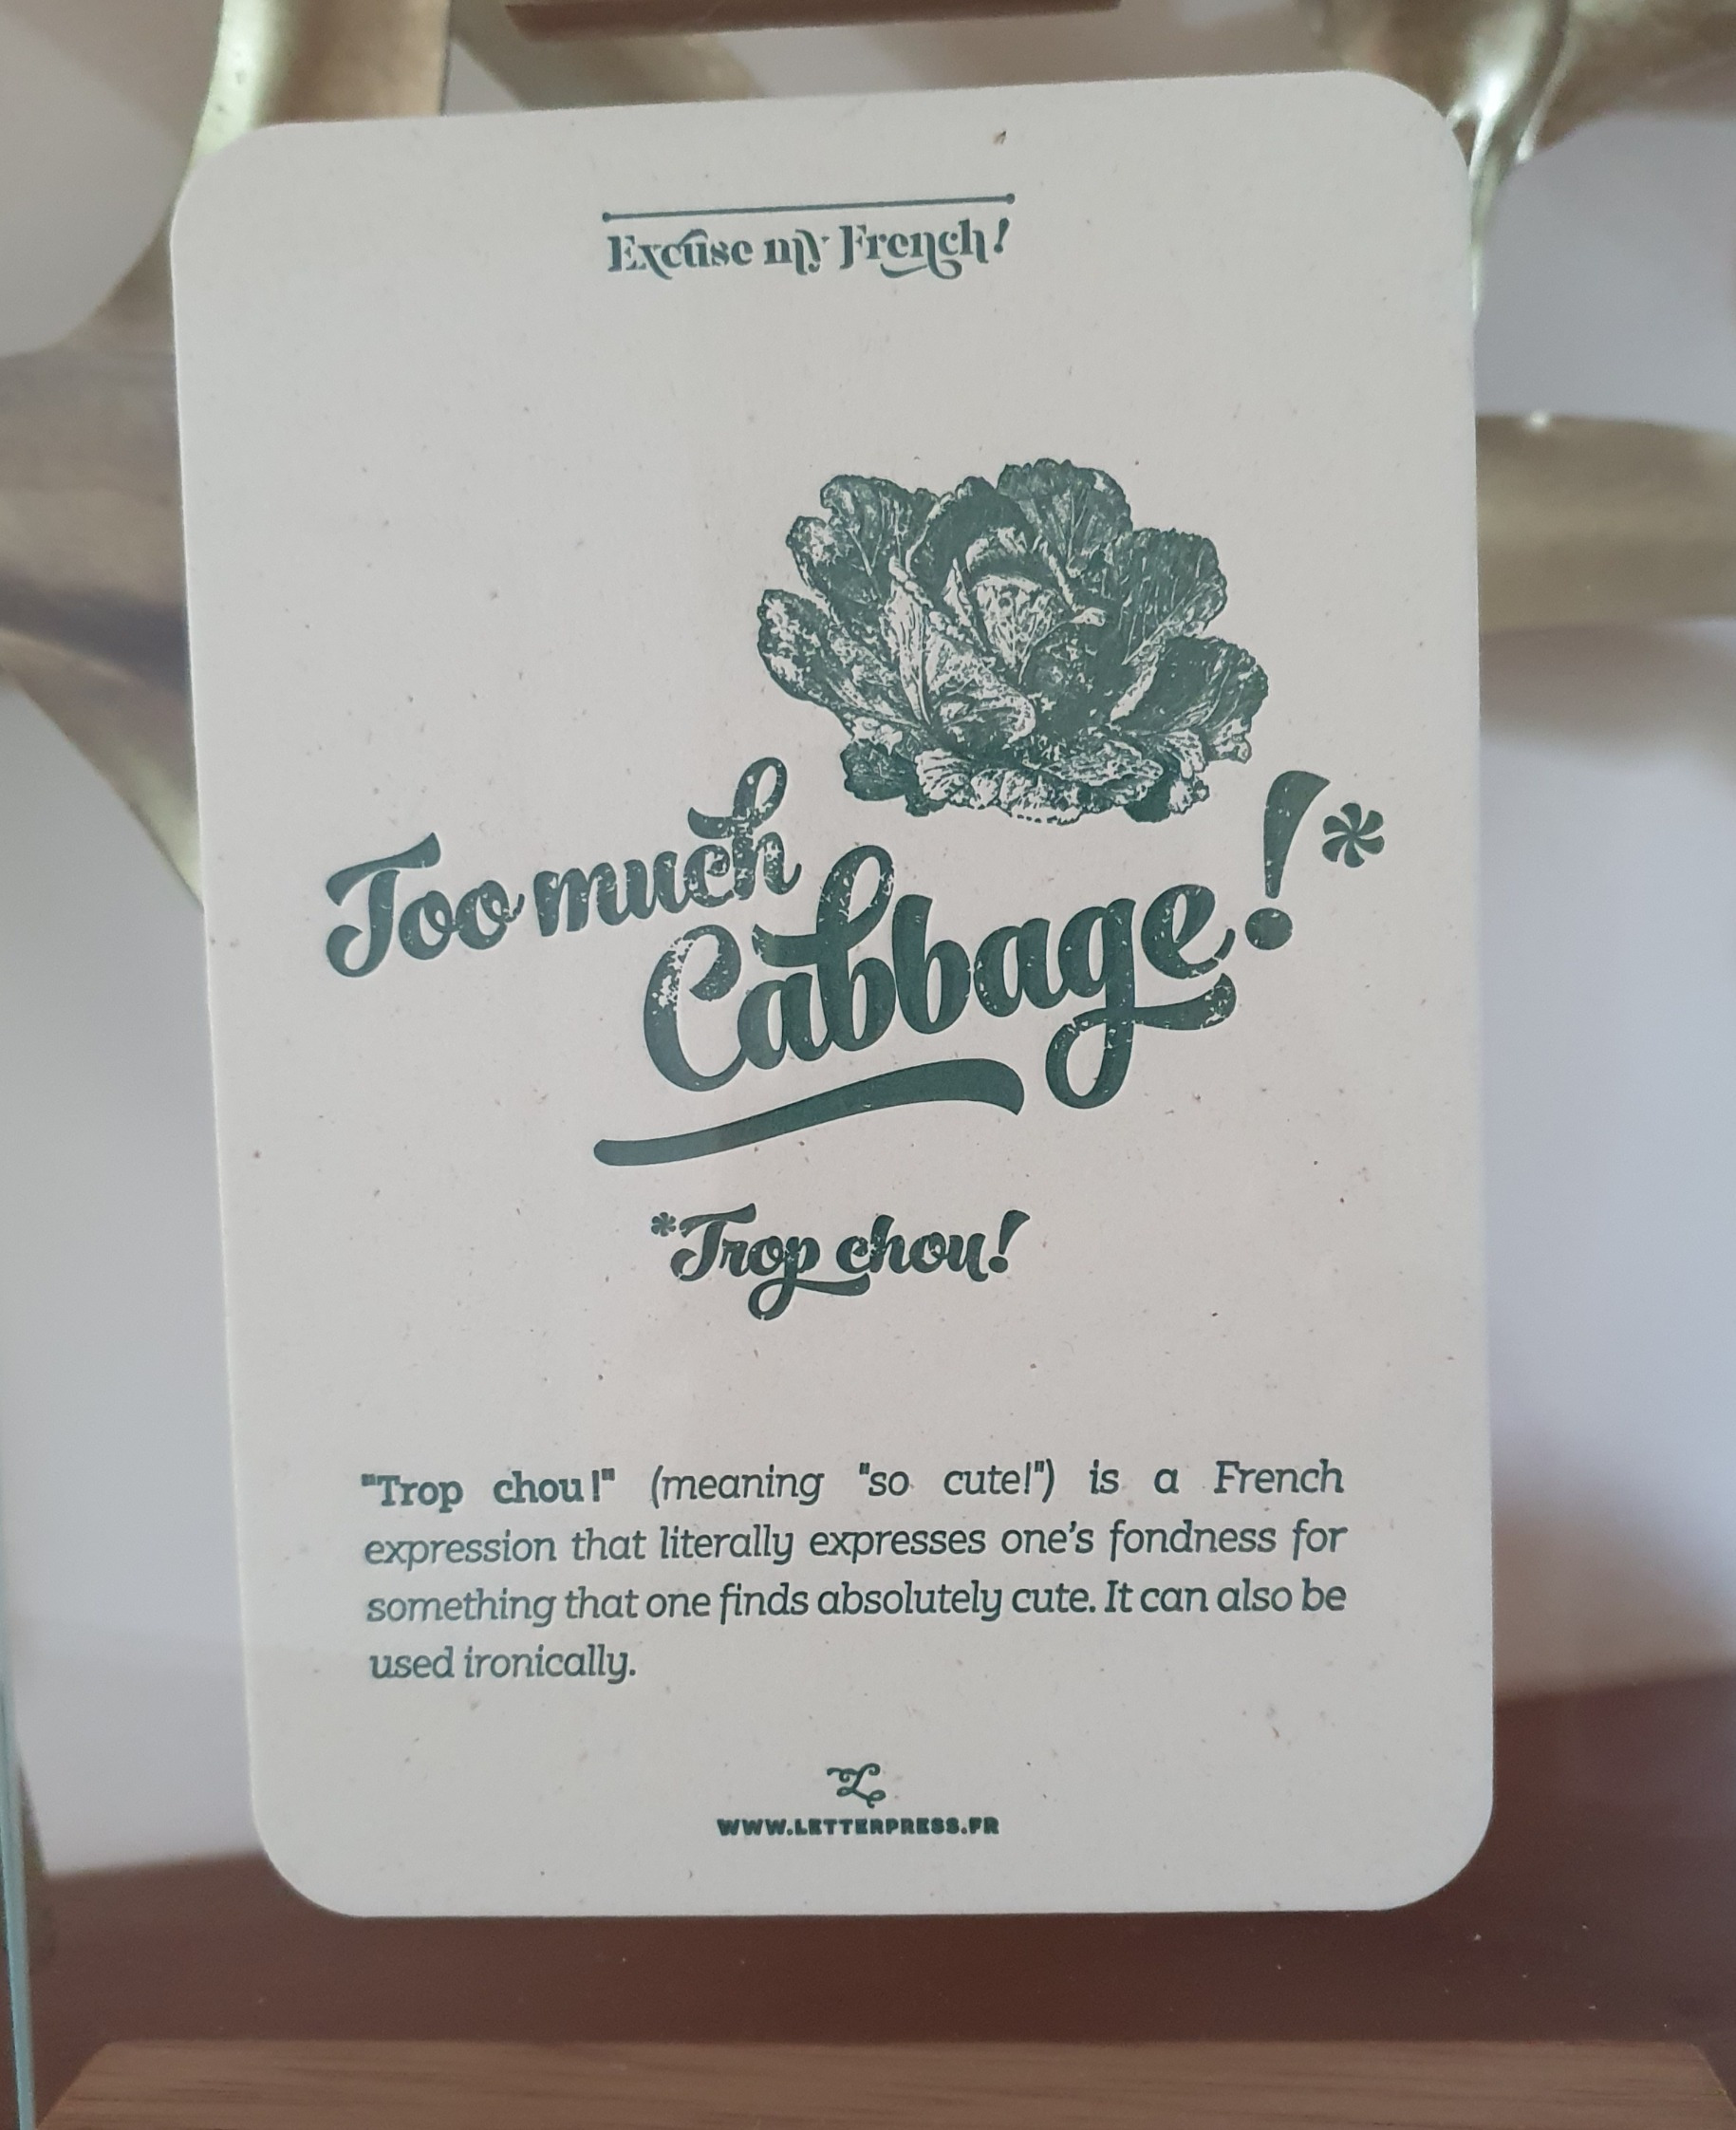 Excuse my French!
Too much
Cabbage!*
*Trop chou!
"Trop chou!" (meaning "so cute!") is a French
expression that literally expresses one's fondness for
something that one finds absolutely cute. It can also be
used ironically.
L
WWW.LETTERPRESS.FR